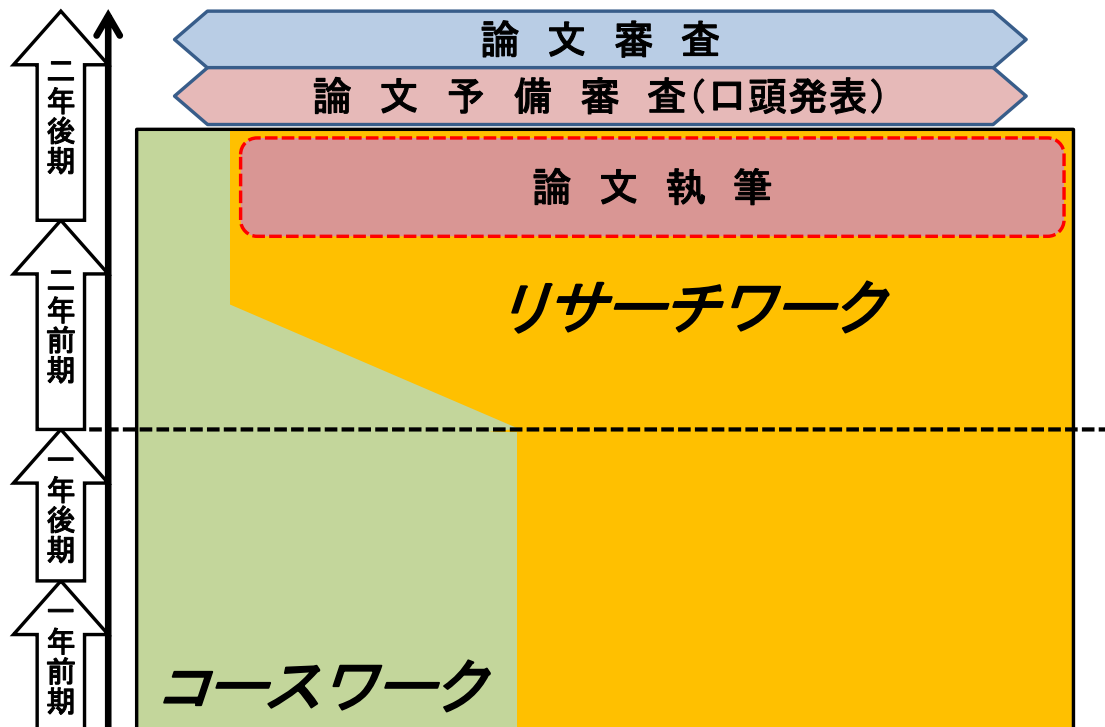 論文審査
論文予備審査(口頭発表)
論文執筆
リサーチワーク
コースワーク
二年後期
二年前期
一年後期
一年前期